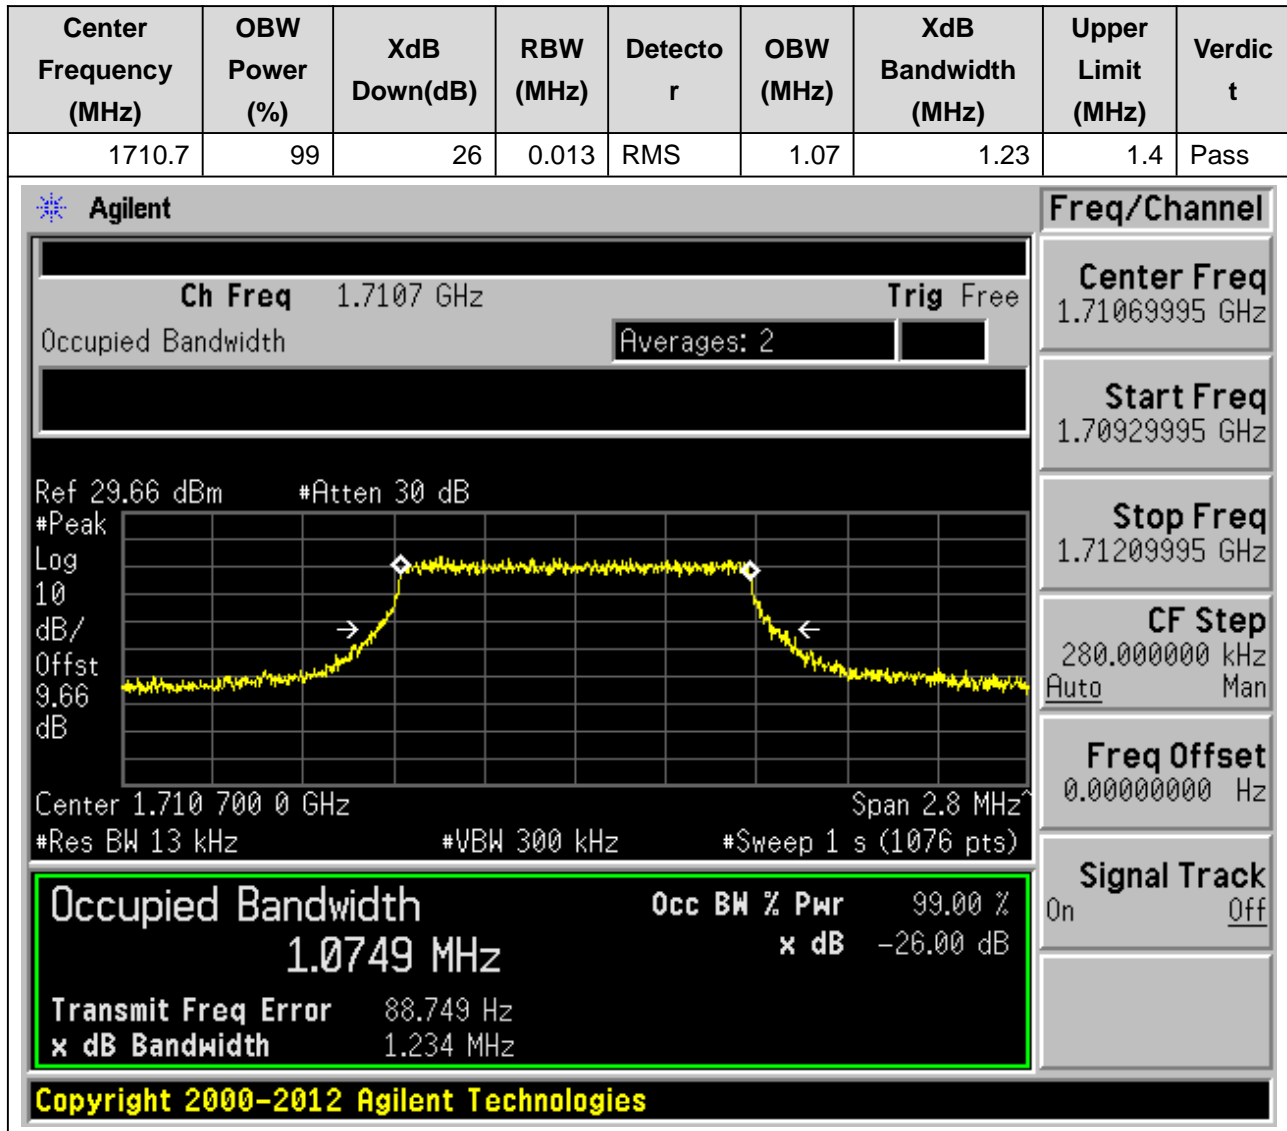 Center Frequency (MHz) OBW Power (%) XdB Down(dB) RBW (MHz) Detecto r OBW (MHz) XdB Bandwidth (MHz) Upper Limit (MHz) Verdic t
1710.7 99 26 0.013 RMS 1.07 1.23 1.4 Pass
Agilent
Freq/Channel
Ch Freq 1.7107 GHz Trig Free
Occupied Bandwidth Averages: 2
Ref 29.66 dBm #Atten 30 dB
#Peak
Log
10
dB/
Offst
9.66
dB
Center 1.710 700 0 GHz Span 2.8 MHz^
#Res BW 13 kHz #VBW 300 kHz #Sweep 1 s (1076 pts)
Occupied Bandwidth Occ BW % Pwr 99.00 %
1.0749 MHz x dB -26.00 dB
Transmit Freq Error 88.749 Hz
x dB Bandwidth 1.234 MHz
Center Freq
1.71069995 GHz
Start Freq
1.70929995 GHz
Stop Freq
1.71209995 GHz
CF Step
280.000000 kHz
Auto Man
Freq Offset
0.00000000 Hz
Signal Track
On Off
Copyright 2000-2012 Agilent Technologies